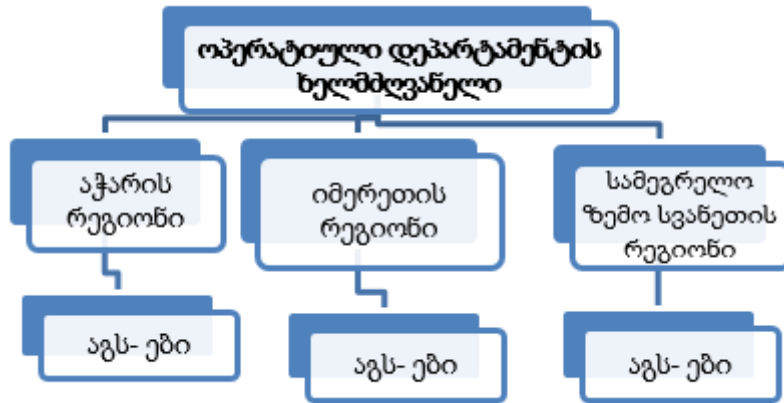 ოპერატიული დეპარტამენტის
ხელმძღვანელი
აჭარის
რეგიონი
იმერეთის
რეგიონი
სამეგრელო
ზემო სვანეთის
რეგიონი
აგს- ები
აგს- ები
აგს- ები